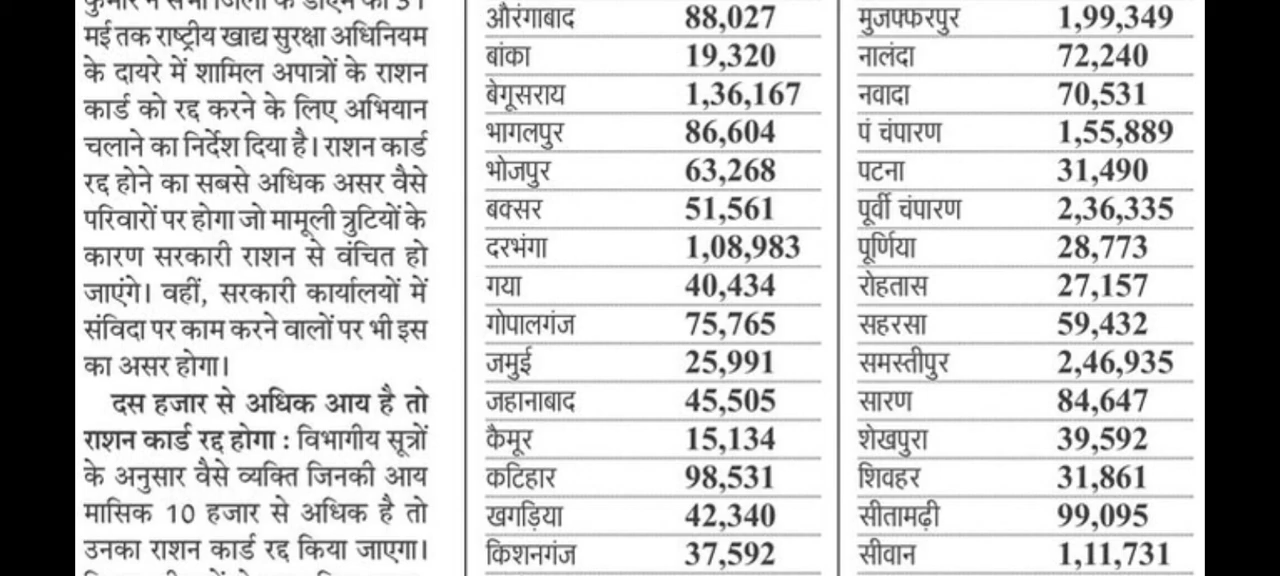 कुमार ने सभी जिलों के डीएम को 31
मई तक राष्ट्रीय खाद्य सुरक्षा अधिनियम
के दायरे में शामिल अपात्रों के राशन
कार्ड को रद्द करने के लिए अभियान
चलाने का निर्देश दिया है। राशन कार्ड
रद्द होने का सबसे अधिक असर वैसे
परिवारों पर होगा जो मामूली त्रुटियों के
कारण सरकारी राशन से वंचित हो
जाएंगे। वहीं, सरकारी कार्यालयों में
संविदा पर काम करने वालों पर भी इस
का असर होगा।
दस हजार से अधिक आय है तो
राशन कार्ड रद्द होगा : विभागीय सूत्रों
के अनुसार वैसे व्यक्ति जिनकी आय
मासिक 10 हजार से अधिक है तो
उनका राशन कार्ड रद्द किया जाएगा।
औरंगाबाद 88,027
बांका 19,320
बेगूसराय 1,36,167
भागलपुर 86,604
भोजपुर 63,268
बक्सर 51,561
दरभंगा 1,08,983
गया 40,434
गोपालगंज 75,765
जमुई 25,991
जहानाबाद 45,505
कैमूर 15,134
कटिहार 98,531
खगड़िया 42,340
किशनगंज 37,592
मुजफ्फरपुर 1,99,349
नालंदा 72,240
नवादा 70,531
पं चंपारण 1,55,889
पटना 31,490
पूर्वी चंपारण 2,36,335
पूर्णिया 28,773
रोहतास 27,157
सहरसा 59,432
समस्तीपुर 2,46,935
सारण 84,647
शेखपुरा 39,592
शिवहर 31,861
सीतामढ़ी 99,095
सीवान 1,11,731